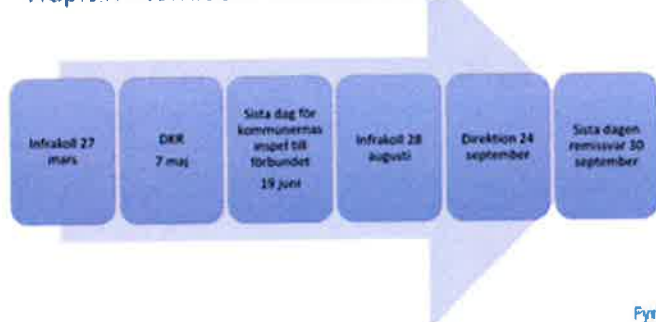 Infrakoll 27
mars
DKR
7 maj
Sista dag för
kommunernas
inspel till
förbundet
19 juni
Infrakoll 28
augusti
Direktion 24
september
Sista dagen
remissvar 30
september